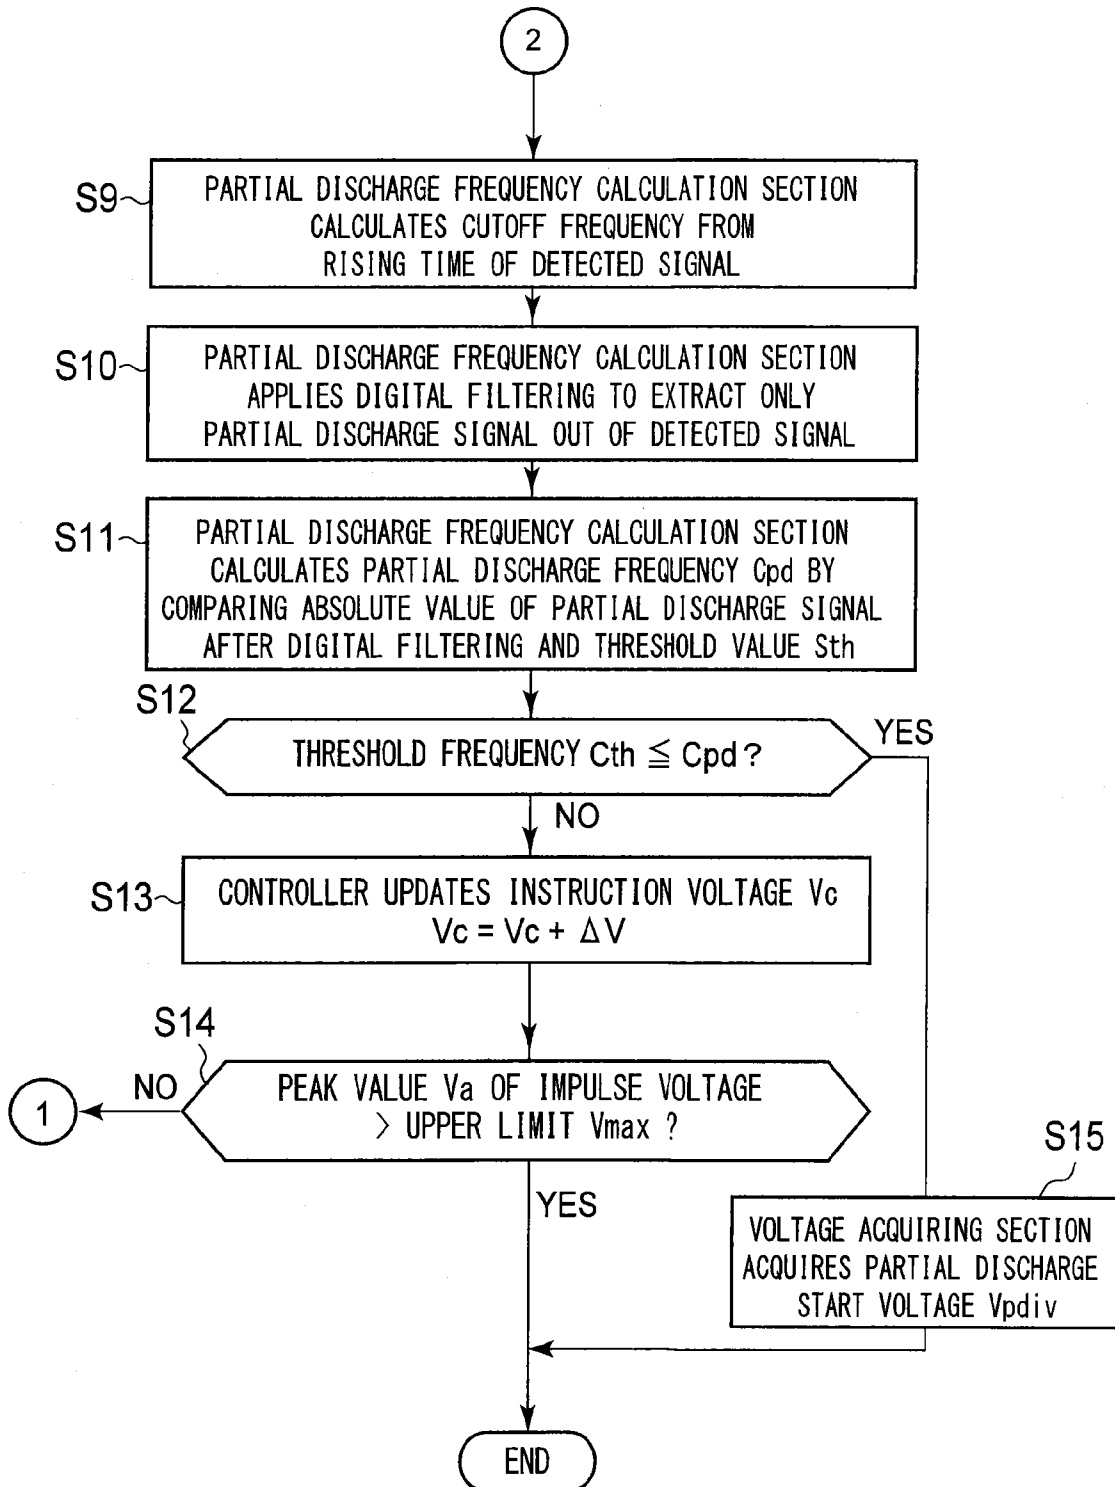 2
S9
PARTIAL DISCHARGE FREQUENCY CALCULATION SECTION
CALCULATES CUTOFF FREQUENCY FROM
RISING TIME OF DETECTED SIGNAL
S10
PARTIAL DISCHARGE FREQUENCY CALCULATION SECTION
APPLIES DIGITAL FILTERING TO EXTRACT ONLY
PARTIAL DISCHARGE SIGNAL OUT OF DETECTED SIGNAL
S11
PARTIAL DISCHARGE FREQUENCY CALCULATION SECTION
CALCULATES PARTIAL DISCHARGE FREQUENCY Cpd BY
COMPARING ABSOLUTE VALUE OF PARTIAL DISCHARGE SIGNAL
AFTER DIGITAL FILTERING AND THRESHOLD VALUE Sth
S12
THRESHOLD FREQUENCY Cth ≦ Cpd ?
YES
NO
S13
CONTROLLER UPDATES INSTRUCTION VOLTAGE Vc
Vc = Vc + ΔV
S14
PEAK VALUE Va OF IMPULSE VOLTAGE
> UPPER LIMIT Vmax ?
NO
1
YES
S15
VOLTAGE ACQUIRING SECTION
ACQUIRES PARTIAL DISCHARGE
START VOLTAGE Vpdiv
END